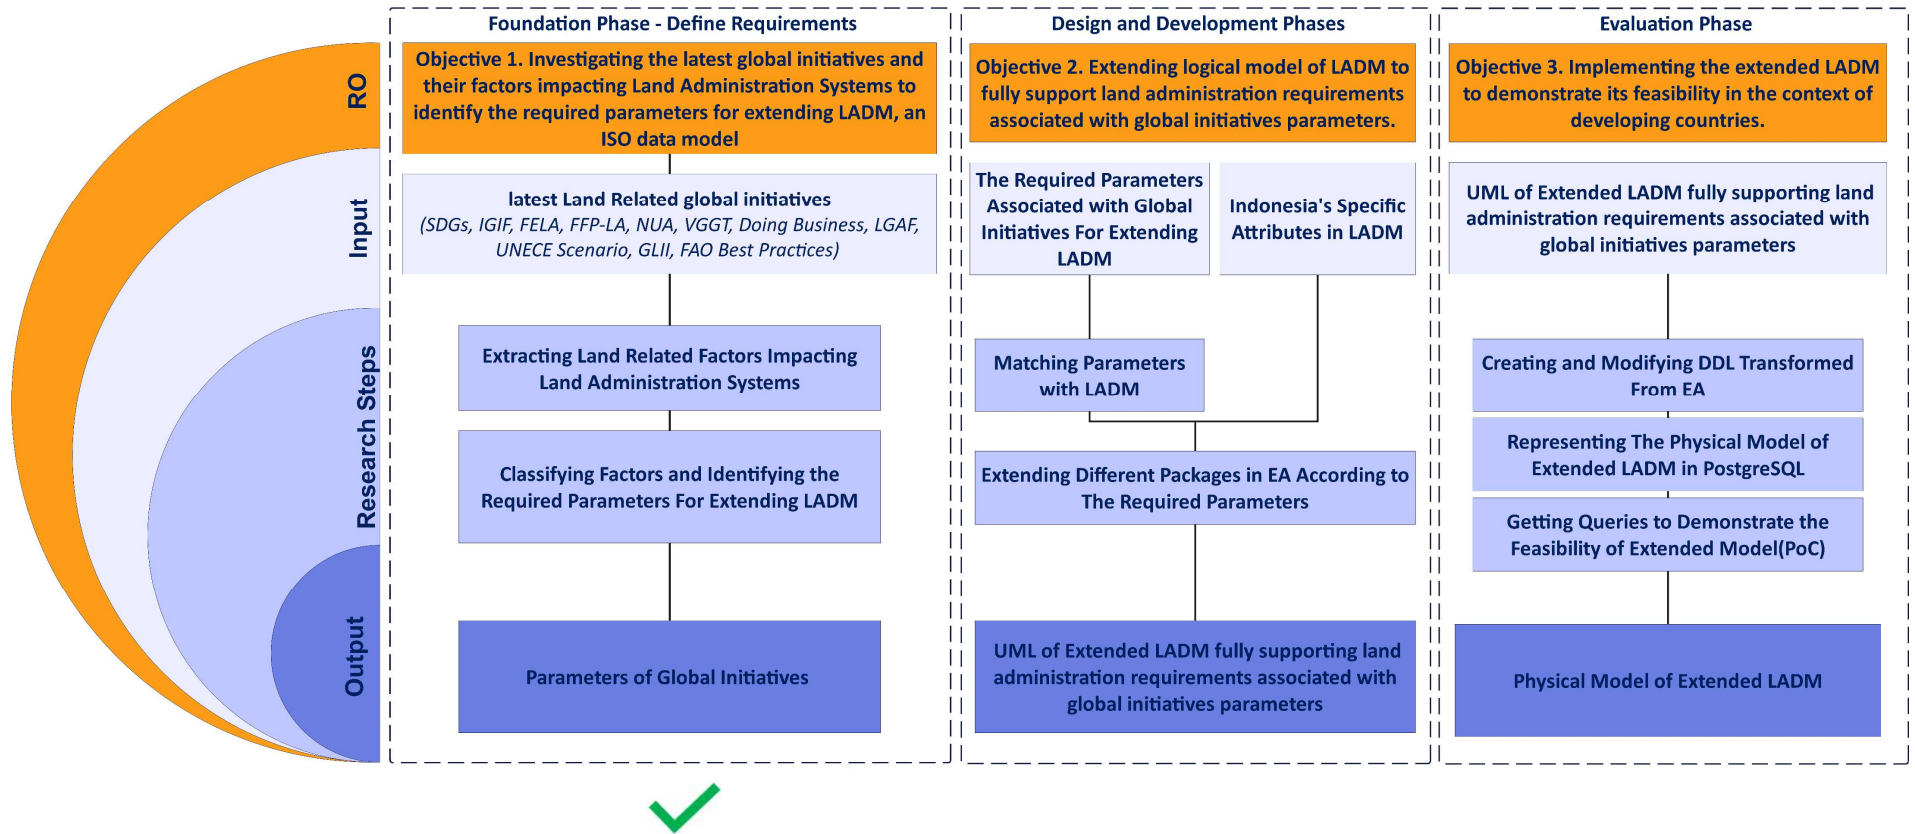 RO
Input
Research Steps
Output
Foundation Phase - Define Requirements
Objective 1. Investigating the latest global initiatives and
their factors impacting Land Administration Systems to
identify the required parameters for extending LADM, an
ISO data model
latest Land Related global initiatives
(SDGs, IGIF, FELA, FFP-LA, NUA, VGGT, Doing Business, LGAF,
UNECE Scenario, GLII, FAO Best Practices)
Extracting Land Related Factors Impacting
Land Administration Systems
Classifying Factors and Identifying the
Required Parameters For Extending LADM
Parameters of Global Initiatives
Design and Development Phases
Objective 2. Extending logical model of LADM to
fully support land administration requirements
associated with global initiatives parameters.
The Required Parameters
Associated with Global
Initiatives For Extending
LADM
Indonesia's Specific
Attributes in LADM
Matching Parameters
with LADM
Extending Different Packages in EA According to
The Required Parameters
UML of Extended LADM fully supporting land
administration requirements associated with
global initiatives parameters
Evaluation Phase
Objective 3. Implementing the extended LADM
to demonstrate its feasibility in the context of
developing countries.
UML of Extended LADM fully supporting land
administration requirements associated with
global initiatives parameters
Creating and Modifying DDL Transformed
From EA
Representing The Physical Model of
Extended LADM in PostgreSQL
Getting Queries to Demonstrate the
Feasibility of Extended Model(PoC)
Physical Model of Extended LADM